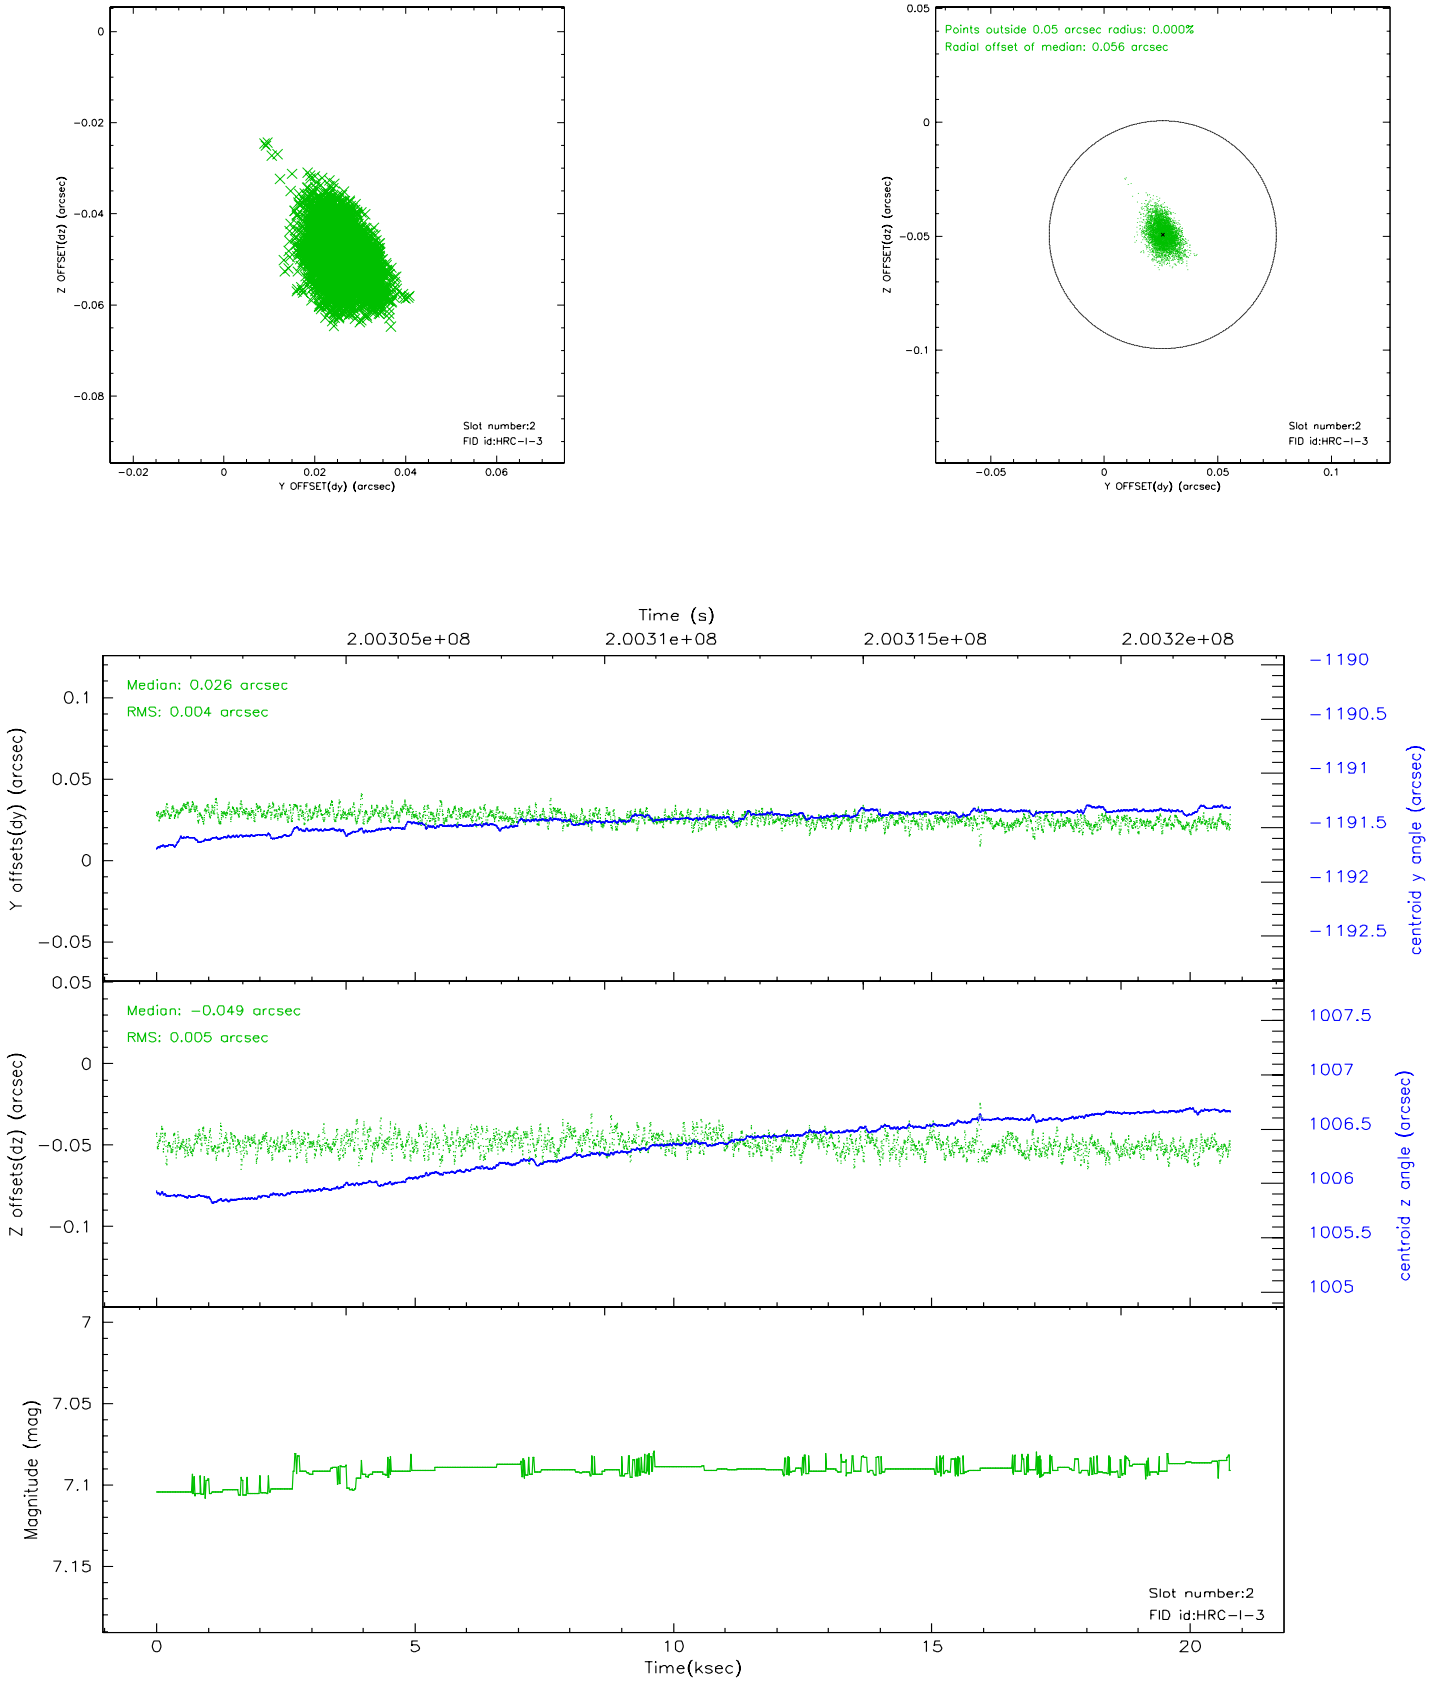 0
-0.02
-0.04
-0.06
-0.08
Z OFFSET(dz) (arcsec)
-0.02
0
0.02
0.04
0.06
Y OFFSET(dy) (arcsec)
Slot number:2
FID id:HRC-I-3
0.05
0
-0.05
-0.1
Z OFFSET(dz) (arcsec)
Points outside 0.05 arcsec radius: 0.000%
Radial offset of median: 0.056 arcsec
Slot number:2
FID id:HRC-I-3
-0.05
0
0.05
0.1
Y OFFSET(dy) (arcsec)
Time (s)
2.00305e+08
2.0031e+08
2.00315e+08
2.0032e+08
Median: 0.026 arcsec
RMS: 0.004 arcsec
0.1
0.05
0
-0.05
Y offsets(dy) (arcsec)
-1190
-1190.5
-1191
-1191.5
-1192
-1192.5
centroid y angle (arcsec)
Median: -0.049 arcsec
RMS: 0.005 arcsec
0.05
0
-0.05
-0.1
Z offsets(dz) (arcsec)
1007.5
1007
1006.5
1006
1005.5
1005
centroid z angle (arcsec)
7
7.05
7.1
7.15
Magnitude (mag)
Slot number:2
FID id:HRC-I-3
0
5
10
15
20
Time(ksec)